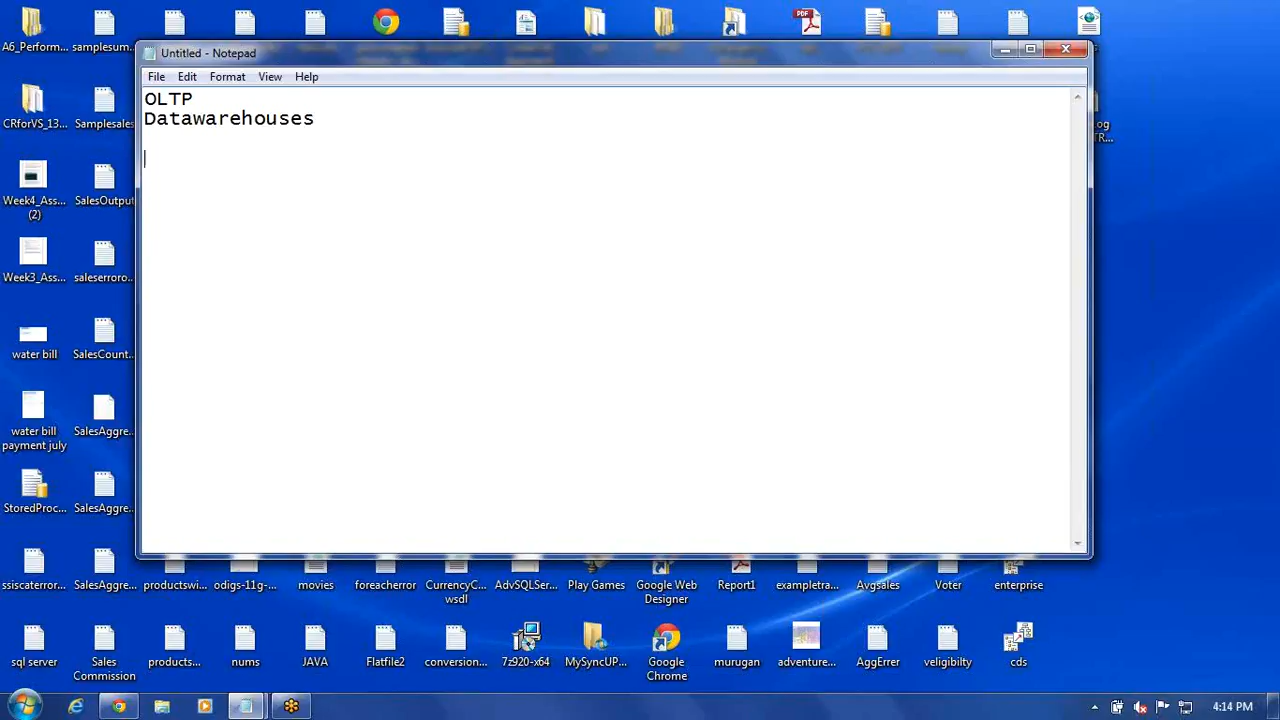 A6_Perform...
samplesum...
Untitled - Notepad
File Edit Format View Help
OLTP
Datawarehouses
CRforVS_13...
Samplesales
Week4_Ass...
(2)
SalesOutput
Week3_Ass...
saleserroro
water bill
SalesCount...
water bill
payment july
SalesAggre...
StoredProc...
SalesAggre...
ssiscaterror...
SalesAggre...
productswi...
odigs-11g-...
movies
foreacherror
CurrencyC...
wsdl
AdvSQLSer...
Play Games
Google Web
Designer
Report1
exampletra...
Avgsales
Voter
enterprise
sql server
Sales
Commission
products...
nums
JAVA
Flatfile2
conversion...
7z920-x64
MySyncUP...
Google
Chrome
murugan
adventure...
AggErrer
veligibilty
cds
4:14 PM